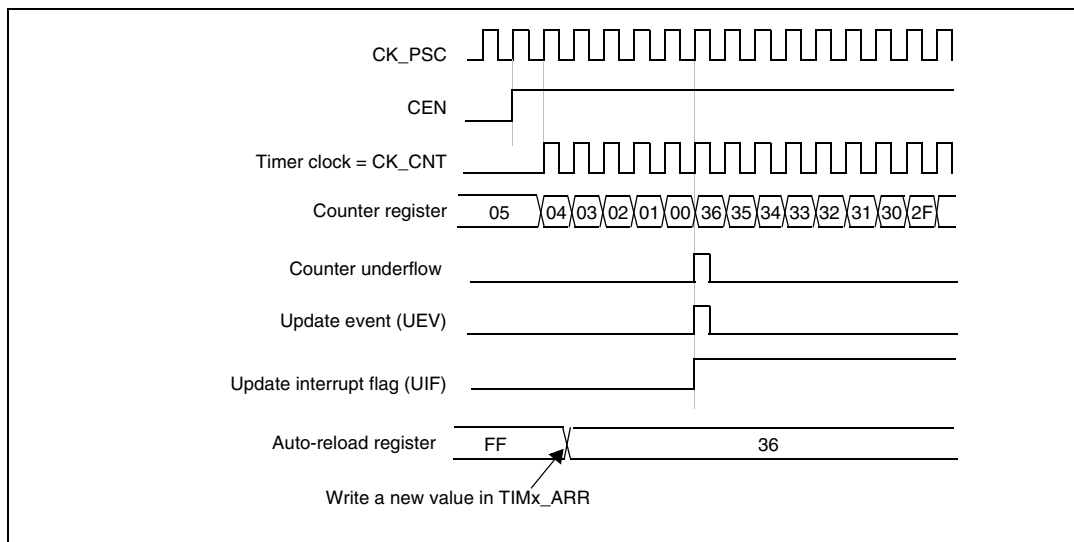 CK_PSC
CEN
Timer clock = CK_CNT
Counter register 05 04 03 02 01 00 36 35 34 33 32 31 30 2F
Counter underflow
Update event (UEV)
Update interrupt flag (UIF)
Auto-reload register FF 36
Write a new value in TIMx_ARR